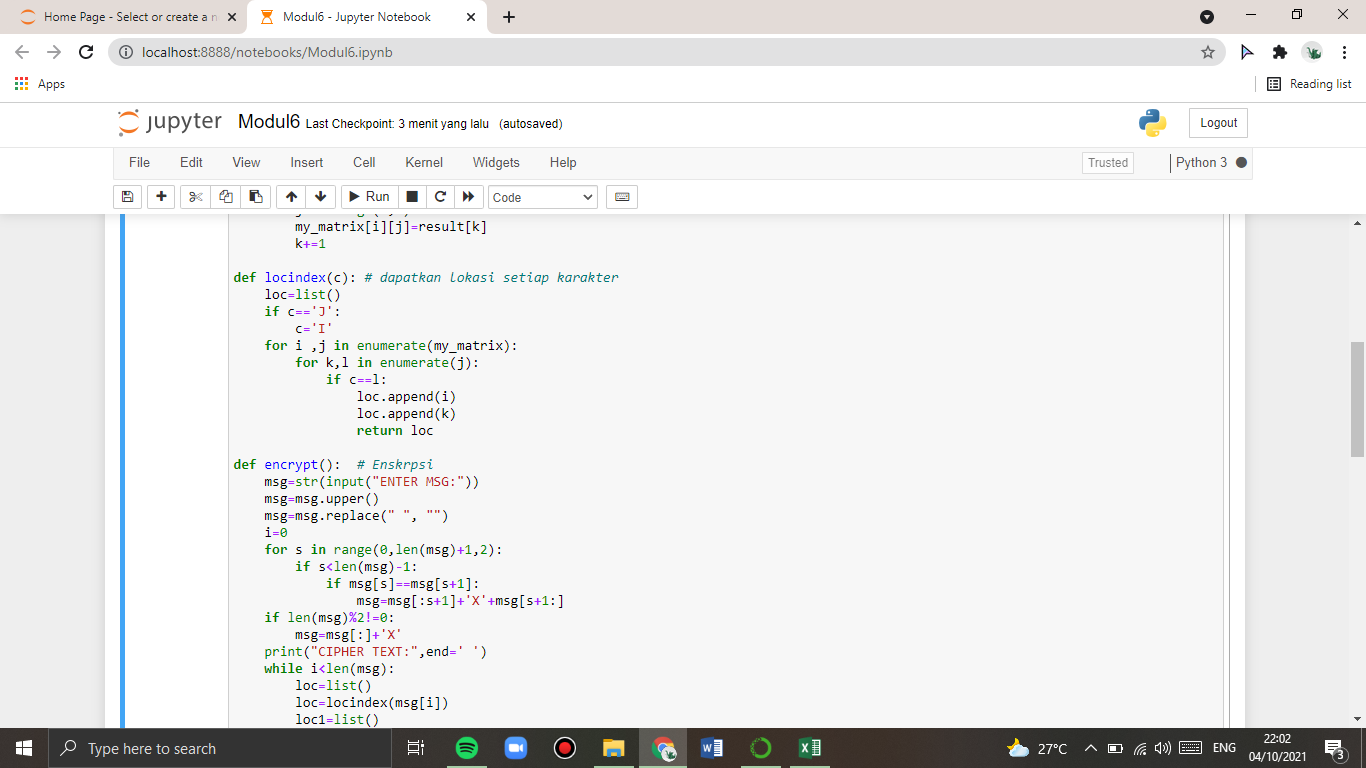 Home Page - Select or create a n
Modul6 - Jupyter Notebook
localhost:8888/notebooks/Modul6.ipynb
Apps
Reading list
jupyter Modul6 Last Checkpoint: 3 menit yang lalu (autosaved)
Logout
File Edit View Insert Cell Kernel Widgets Help
Trusted
Python 3
Run
Code
my_matrix[i][j]=result[k]
k+=1
def locindex(c): # dapatkan lokasi setiap karakter
loc=list()
if c=='J':
c='I'
for i ,j in enumerate(my_matrix):
for k,l in enumerate(j):
if c==l:
loc.append(i)
loc.append(k)
return loc
def encrypt():  # Enskrpsi
msg=str(input("ENTER MSG:"))
msg=msg.upper()
msg=msg.replace(" ", "")
i=0
for s in range(0,len(msg)+1,2):
if s<len(msg)-1:
if msg[s]==msg[s+1]:
msg=msg[:s+1]+'X'+msg[s+1:]
if len(msg)%2!=0:
msg=msg[:]+'X'
print("CIPHER TEXT:",end=' ')
while i<len(msg):
loc=list()
loc=locindex(msg[i])
loc1=list()
Type here to search
27°C
ENG
22:02
04/10/2021
3